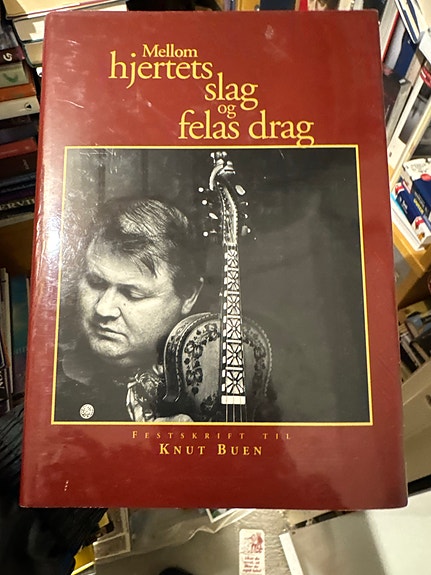 Mellom
hjertets
slag
og
felas drag
FESTSKRIFT TIL
KNUT BUEN